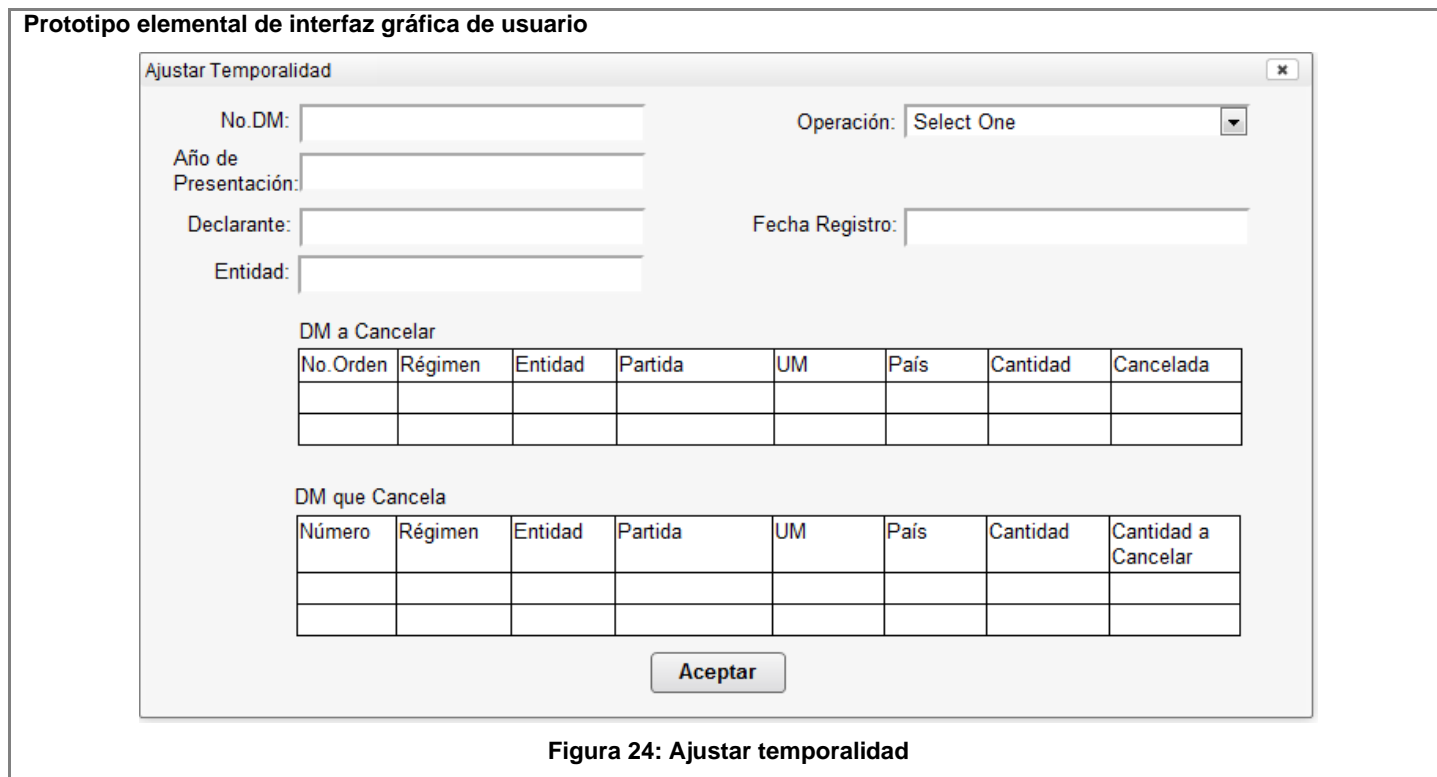 Prototipo elemental de interfaz gráfica de usuario
Ajustar Temporalidad
No.DM:
Operación: Select One
Año de
Presentación:
Declarante:
Fecha Registro:
Entidad:
DM a Cancelar
No.Orden Régimen Entidad Partida UM País Cantidad Cancelada
DM que Cancela
Número Régimen Entidad Partida UM País Cantidad Cantidad a
Cancelar
Aceptar
Figura 24: Ajustar temporalidad